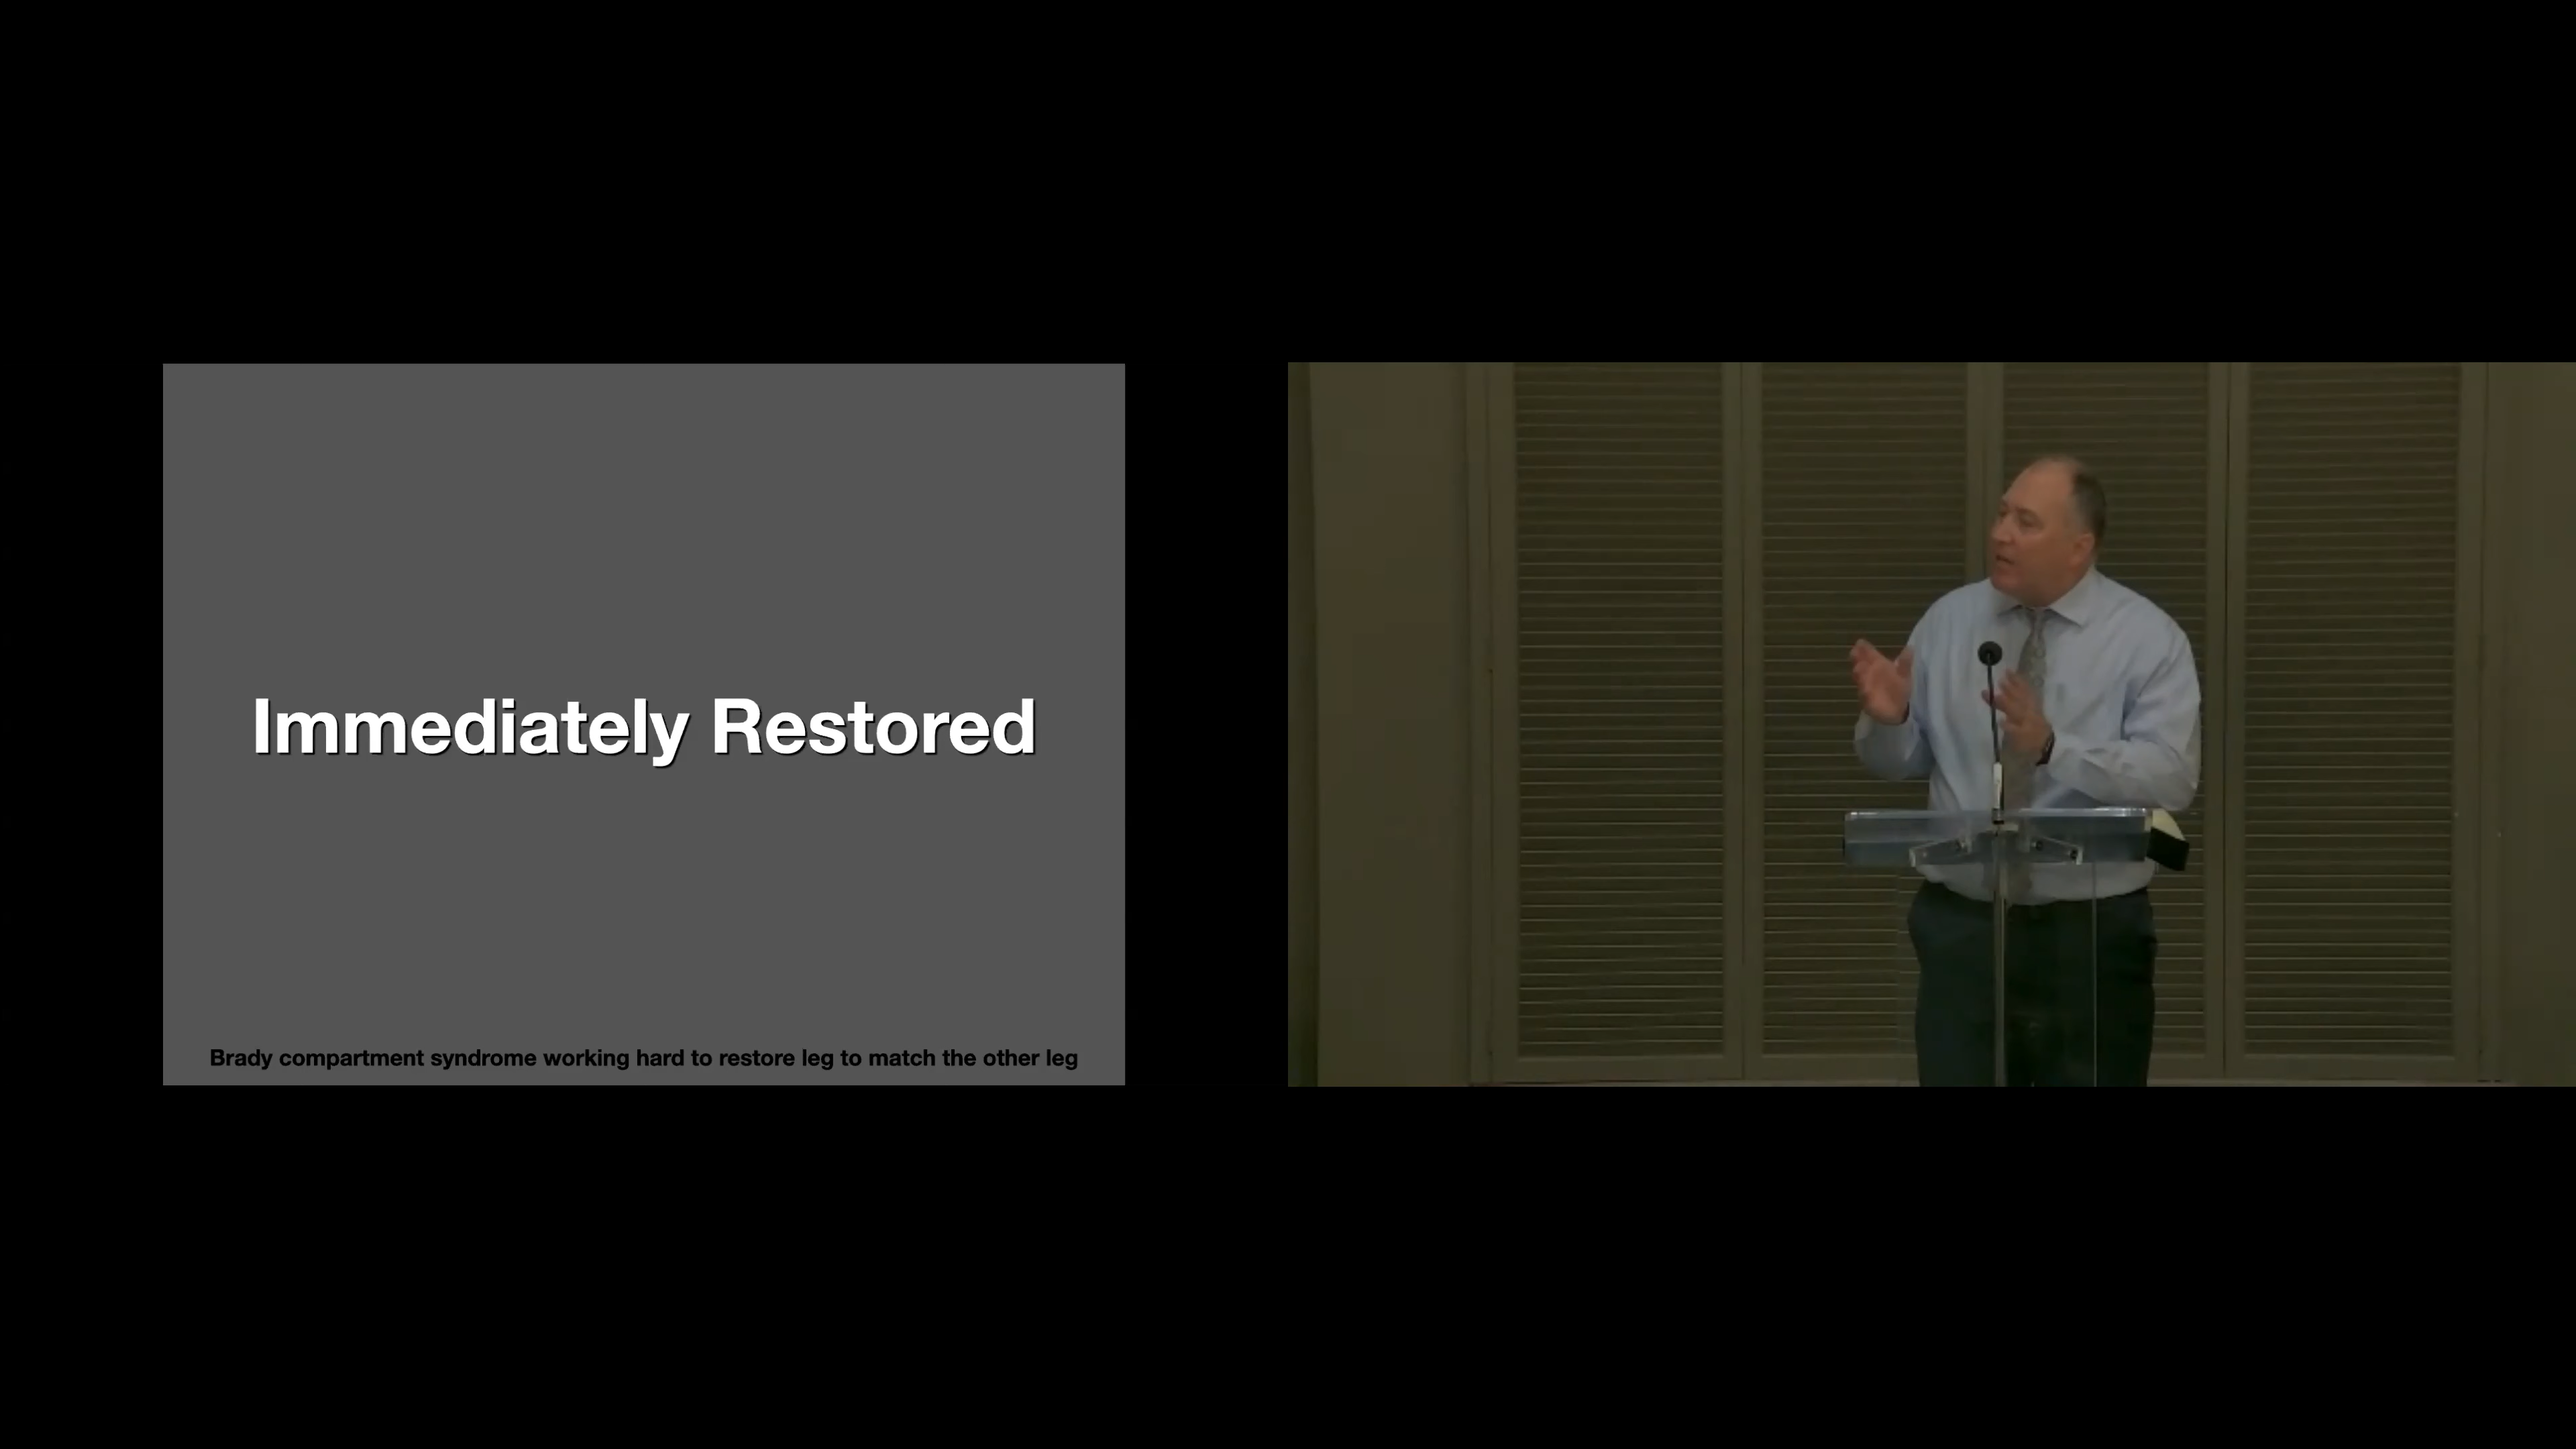 Immediately Restored
Brady compartment syndrome working hard to restore leg to match the other leg